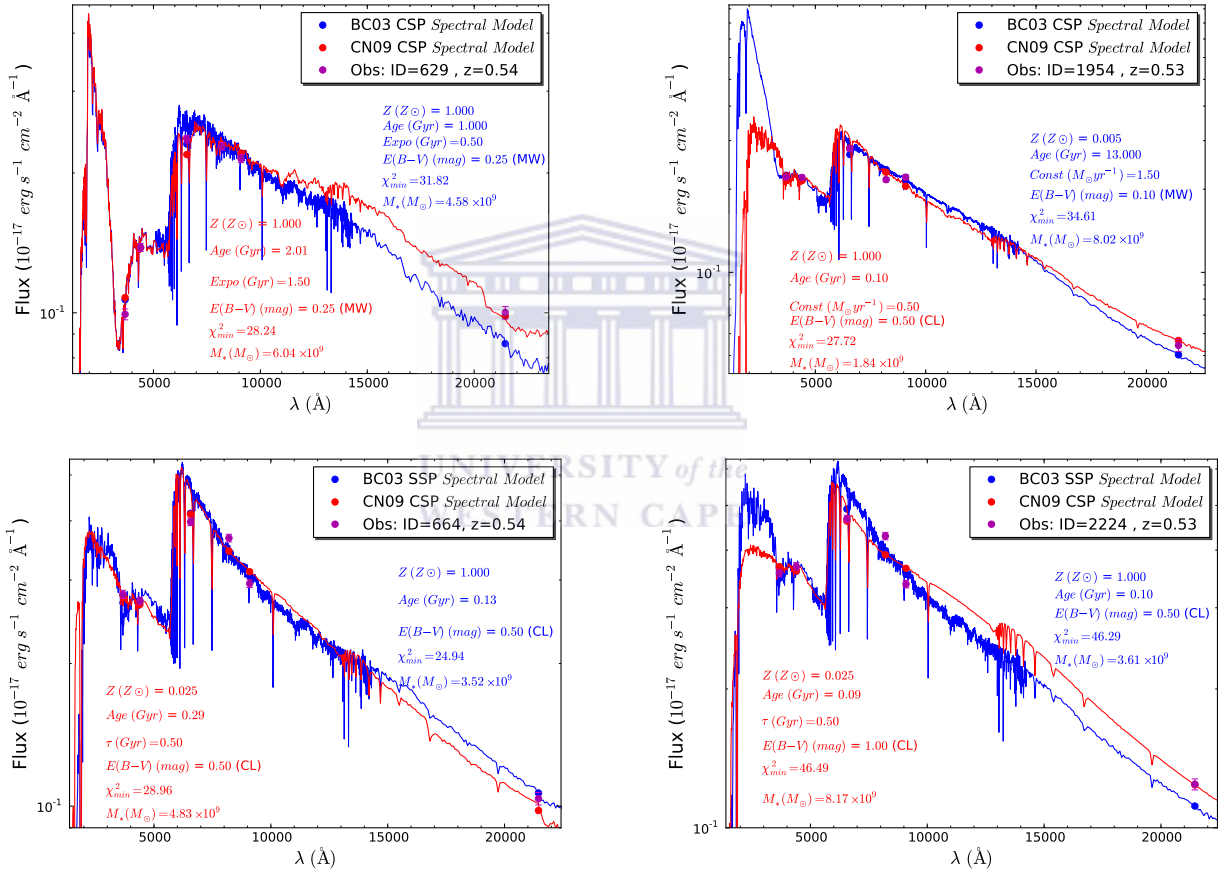 BC03 CSP Spectral Model
CN09 CSP Spectral Model
Obs: ID=629 , z=0.54
Z (Z⊙) = 1.000
Age (Gyr) = 1.000
Expo (Gyr) =0.50
E(B−V) (mag) = 0.25 (MW)
χ²min =31.82
M*(M⊙) =4.58 ×10⁹
Z (Z⊙) = 1.000
Age (Gyr) = 2.01
Expo (Gyr) =1.50
E(B−V) (mag) = 0.25 (MW)
χ²min =28.24
M*(M⊙) =6.04 ×10⁹
Flux (10⁻¹⁷ erg s⁻¹ cm⁻² Å⁻¹ )
10⁻¹
5000 10000 15000 20000
λ (Å)
BC03 CSP Spectral Model
CN09 CSP Spectral Model
Obs: ID=1954 , z=0.53
Z (Z⊙) = 0.005
Age (Gyr) = 13.000
Const (M⊙yr⁻¹) =1.50
E(B−V) (mag) = 0.10 (MW)
χ²min =34.61
M*(M⊙) =8.02 ×10⁹
Z (Z⊙) = 1.000
Age (Gyr) = 0.10
Const (M⊙yr⁻¹) =0.50
E(B−V) (mag) = 0.50 (CL)
χ²min =27.72
M*(M⊙) =1.84 ×10⁹
Flux (10⁻¹⁷ erg s⁻¹ cm⁻² Å⁻¹ )
10⁻¹
5000 10000 15000 20000
λ (Å)
UNIVERSITY of the
WESTERN CAPE
BC03 SSP Spectral Model
CN09 CSP Spectral Model
Obs: ID=664, z=0.54
Z (Z⊙) = 1.000
Age (Gyr) = 0.13
E(B−V) (mag) = 0.50 (CL)
χ²min =24.94
M*(M⊙) =3.52 ×10⁹
Z (Z⊙) = 0.025
Age (Gyr) = 0.29
τ (Gyr) =0.50
E(B−V) (mag) = 0.50 (CL)
χ²min =28.96
M*(M⊙) =4.83 ×10⁹
Flux (10⁻¹⁷ erg s⁻¹ cm⁻² Å⁻¹ )
10⁻¹
5000 10000 15000 20000
λ (Å)
BC03 SSP Spectral Model
CN09 CSP Spectral Model
Obs: ID=2224 , z=0.53
Z (Z⊙) = 1.000
Age (Gyr) = 0.10
E(B−V) (mag) = 0.50 (CL)
χ²min =46.29
M*(M⊙) =3.61 ×10⁹
Z (Z⊙) = 0.025
Age (Gyr) = 0.09
τ (Gyr) =0.50
E(B−V) (mag) = 1.00 (CL)
χ²min =46.49
M*(M⊙) =8.17 ×10⁹
Flux (10⁻¹⁷ erg s⁻¹ cm⁻² Å⁻¹ )
10⁻¹
5000 10000 15000 20000
λ (Å)